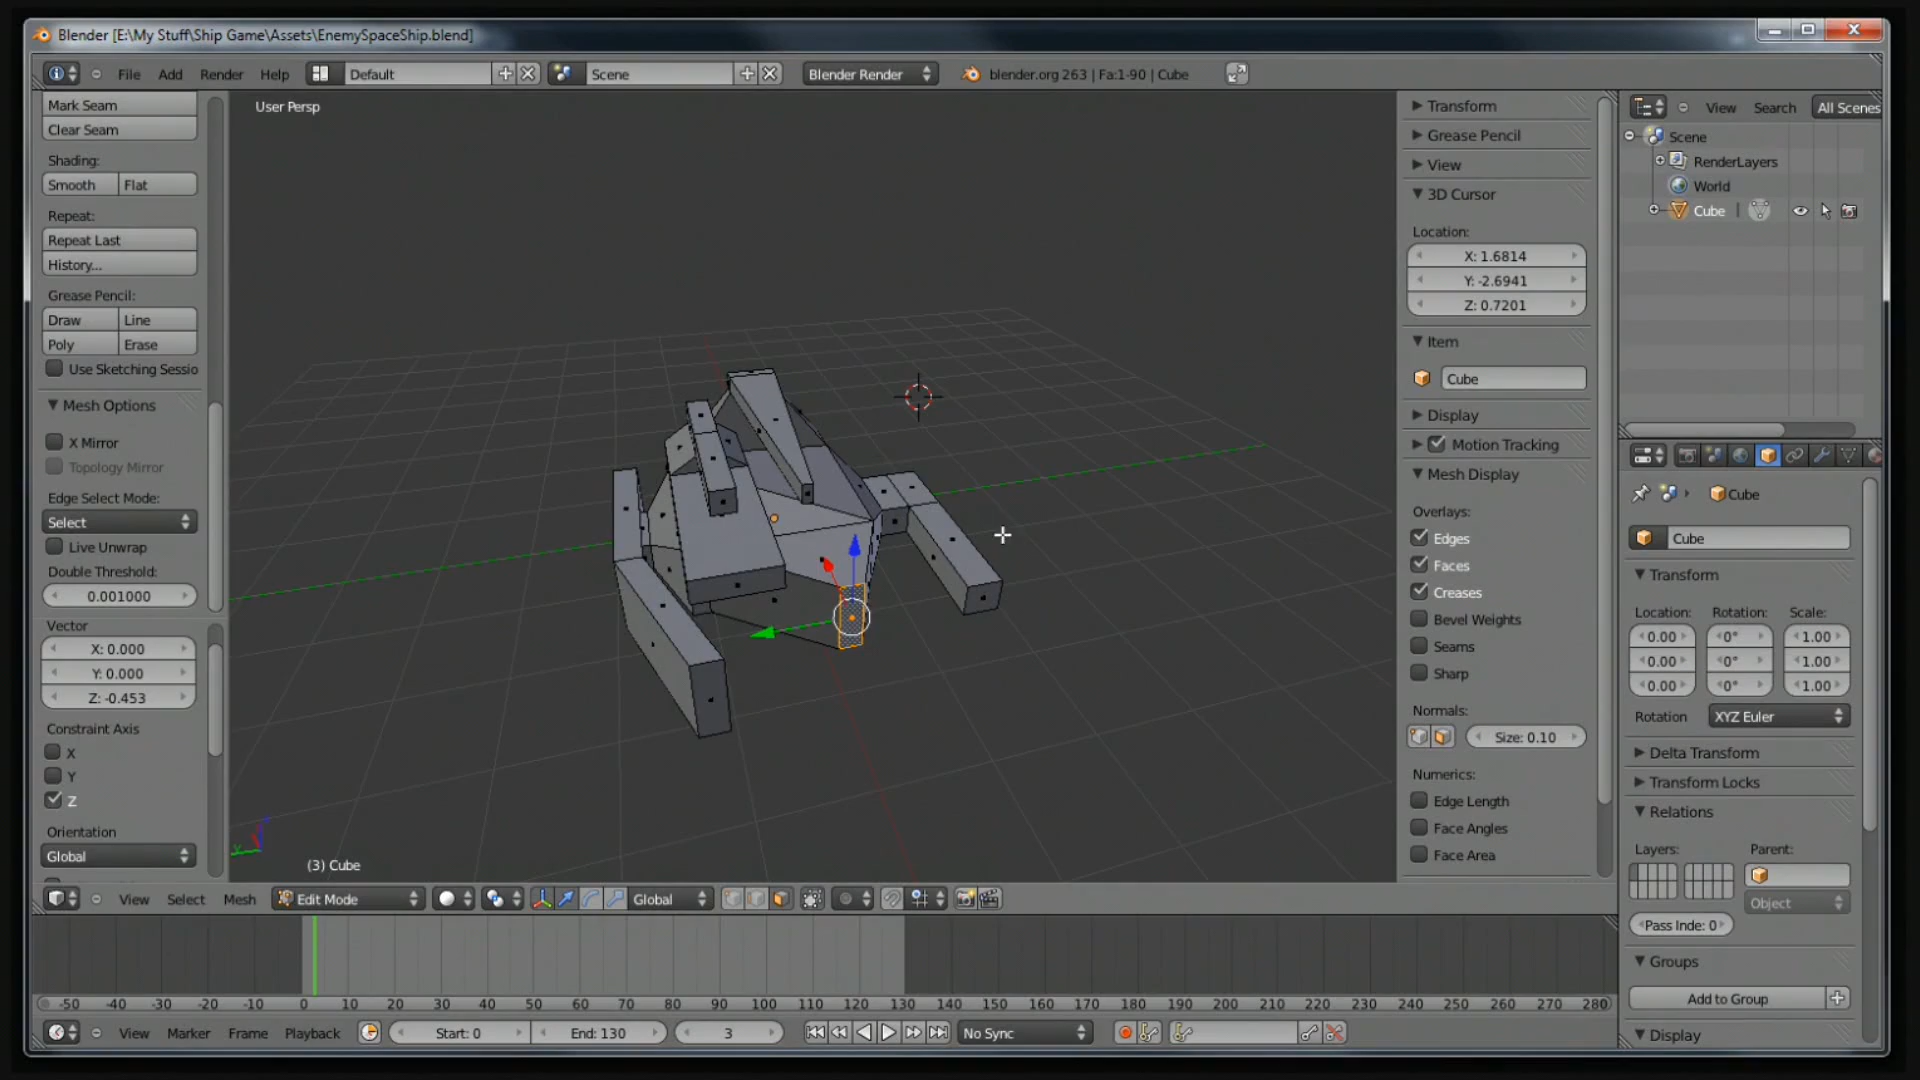 Blender [E:\My Stuff\Ship Game\Assets\EnemySpaceShip.blend]
File Add Render Help Default Scene Blender Render blender.org 263 | Fa:1-90 | Cube
Mark Seam
Clear Seam
Shading:
Smooth Flat
Repeat:
Repeat Last
History...
Grease Pencil:
Draw Line
Poly Erase
Use Sketching Sessio
Mesh Options
X Mirror
Topology Mirror
Edge Select Mode:
Select
Live Unwrap
Double Threshold:
0.001000
Vector
X: 0.000
Y: 0.000
Z: -0.453
Constraint Axis
X
Y
Z
Orientation
Global
User Persp
(3) Cube
Transform
Grease Pencil
View
3D Cursor
Location:
X: 1.6814
Y: -2.6941
Z: 0.7201
Item
Cube
Display
Motion Tracking
Mesh Display
Overlays:
Edges
Faces
Creases
Bevel Weights
Seams
Sharp
Normals:
Size: 0.10
Numerics:
Edge Length
Face Angles
Face Area
View Search All Scenes
Scene
RenderLayers
World
Cube
Cube
Cube
Transform
Location: Rotation: Scale:
0.00 0° 1.00
0.00 0° 1.00
0.00 0° 1.00
Rotation XYZ Euler
Delta Transform
Transform Locks
Relations
Layers: Parent:
Object
Pass Inde: 0
Groups
Add to Group
Display
View Select Mesh Edit Mode Global
-50 -40 -30 -20 -10 0 10 20 30 40 50 60 70 80 90 100 110 120 130 140 150 160 170 180 190 200 210 220 230 240 250 260 270 280
View Marker Frame Playback Start: 0 End: 130 3 No Sync